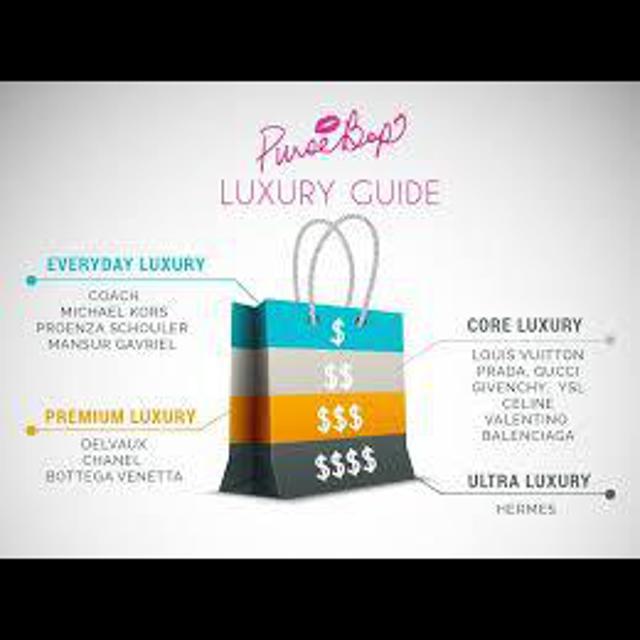 PurseBop
LUXURY GUIDE
EVERYDAY LUXURY
COACH
MICHAEL KORS
PROENZA SCHOULER
MANSUR GAVRIEL
$
$$
$$$
$$$$
CORE LUXURY
LOUIS VUITTON
PRADA, GUCCI
GIVENCHY, YSL
CELINE
VALENTINO
BALENCIAGA
PREMIUM LUXURY
DELVAUX
CHANEL
BOTTEGA VENETTA
ULTRA LUXURY
HERMES